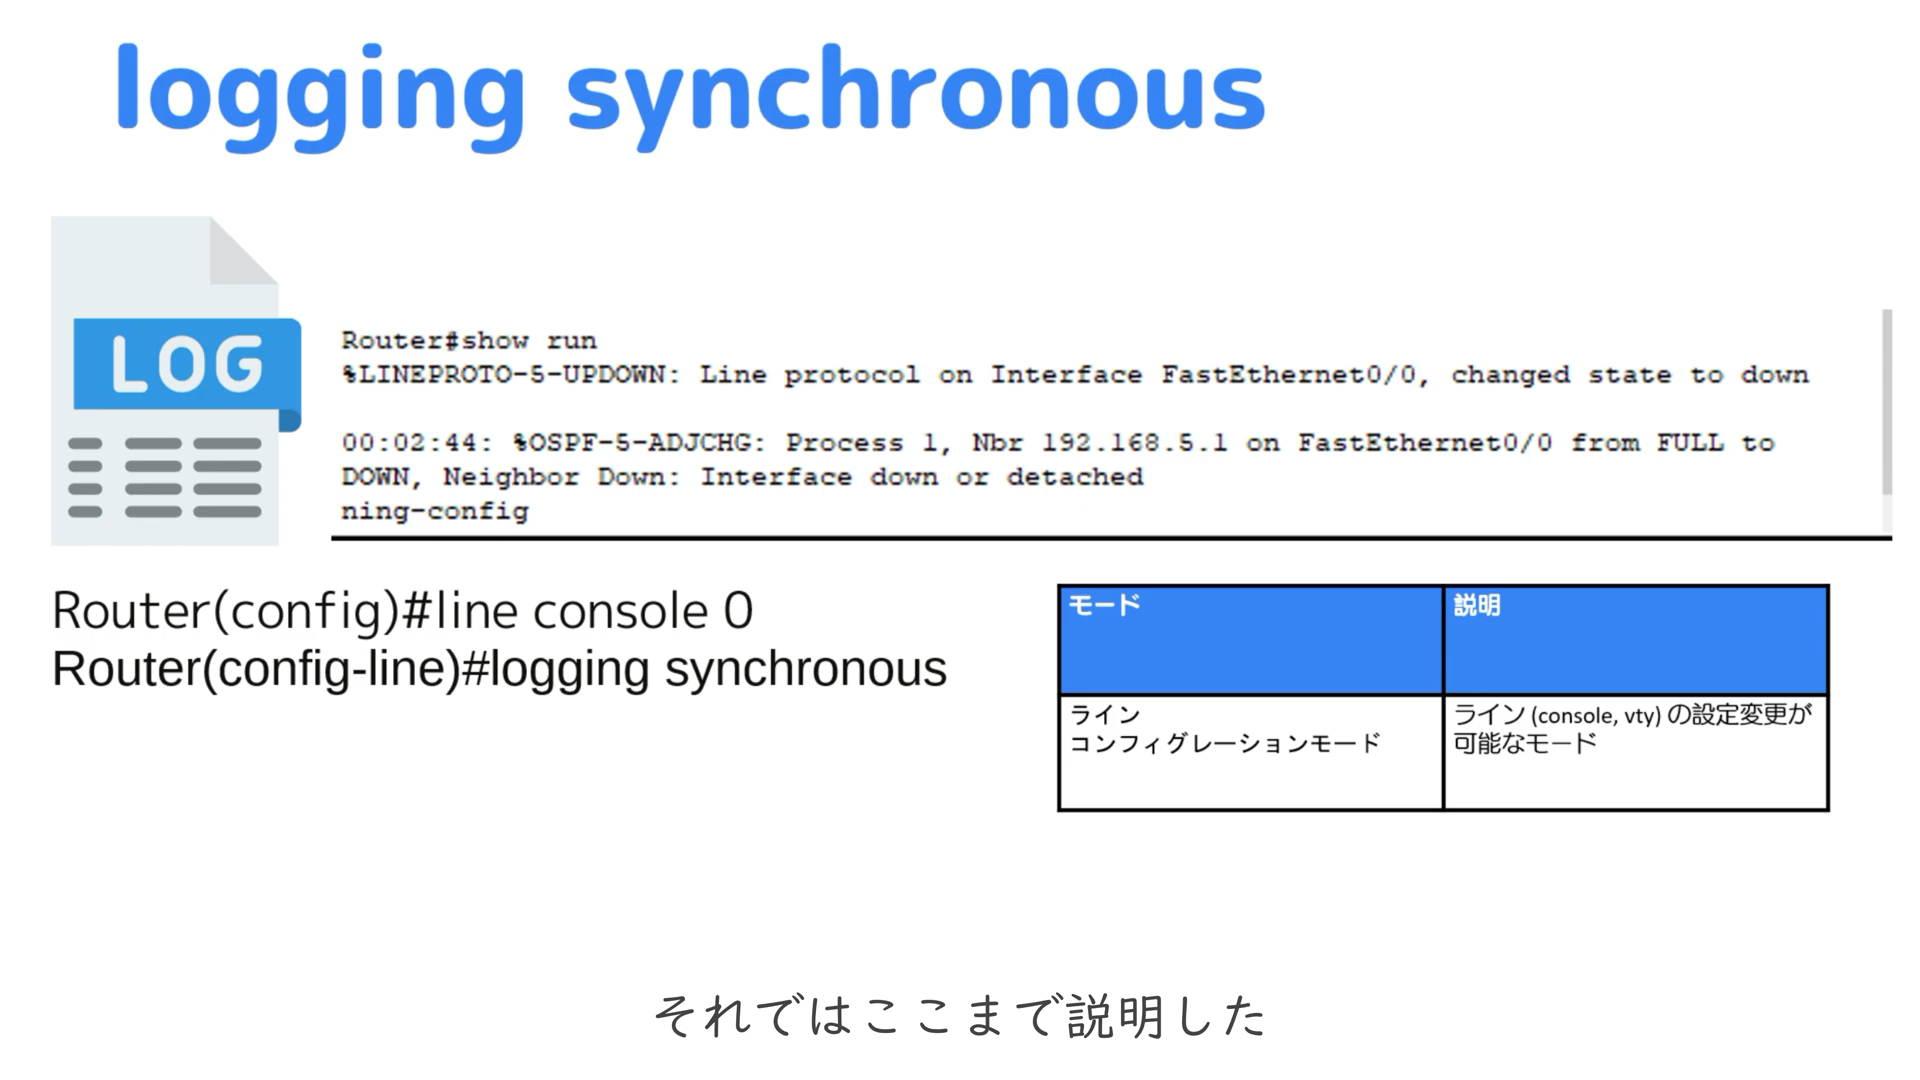 logging synchronous
LOG
Router#show run
%LINEPROTO-5-UPDOWN: Line protocol on Interface FastEthernet0/0, changed state to down
00:02:44: %OSPF-5-ADJCHG: Process 1, Nbr 192.168.5.1 on FastEthernet0/0 from FULL to
DOWN, Neighbor Down: Interface down or detached
ning-config
Router(config)#line console 0
Router(config-line)#logging synchronous
モード
説明
ライン
コンフィグレーションモード
ライン (console, vty) の設定変更が
可能なモード
それではここまで説明した